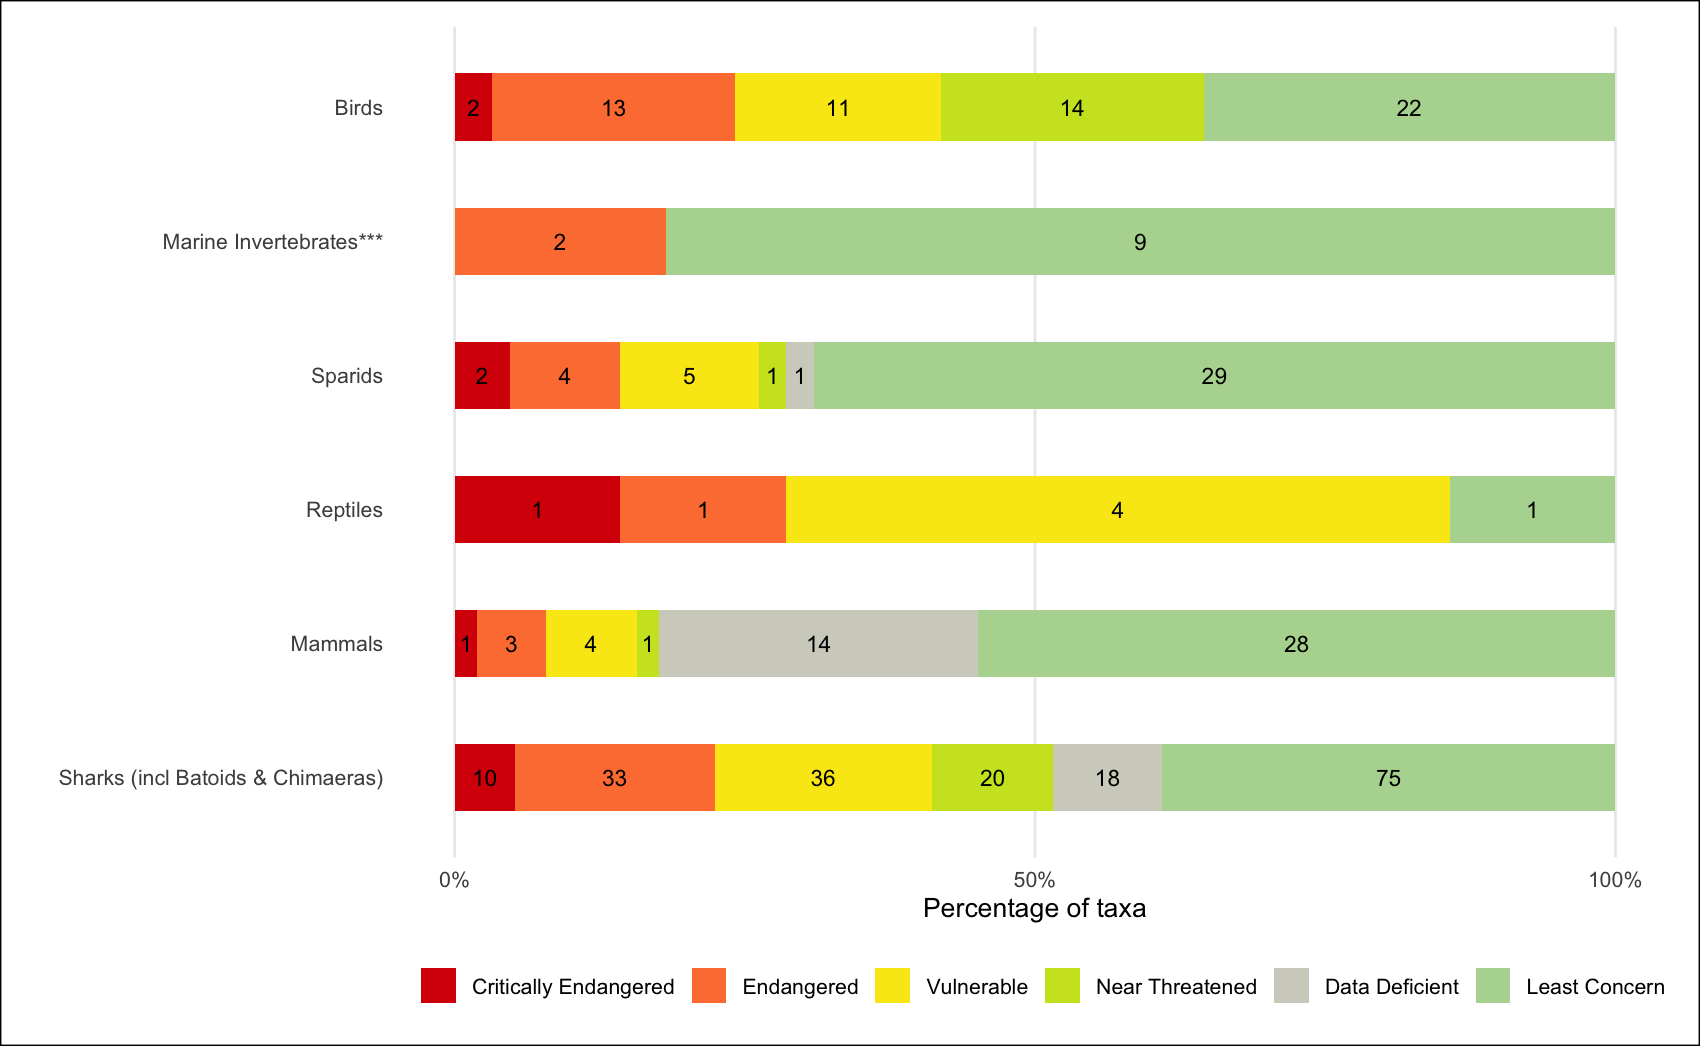 Birds 2 13 11 14 22
Marine Invertebrates*** 2 9
Sparids 2 4 5 1 1 29
Reptiles 1 1 4 1
Mammals 1 3 4 1 14 28
Sharks (incl Batoids & Chimaeras) 10 33 36 20 18 75
0% 50% 100%
Percentage of taxa
Critically Endangered Endangered Vulnerable Near Threatened Data Deficient Least Concern